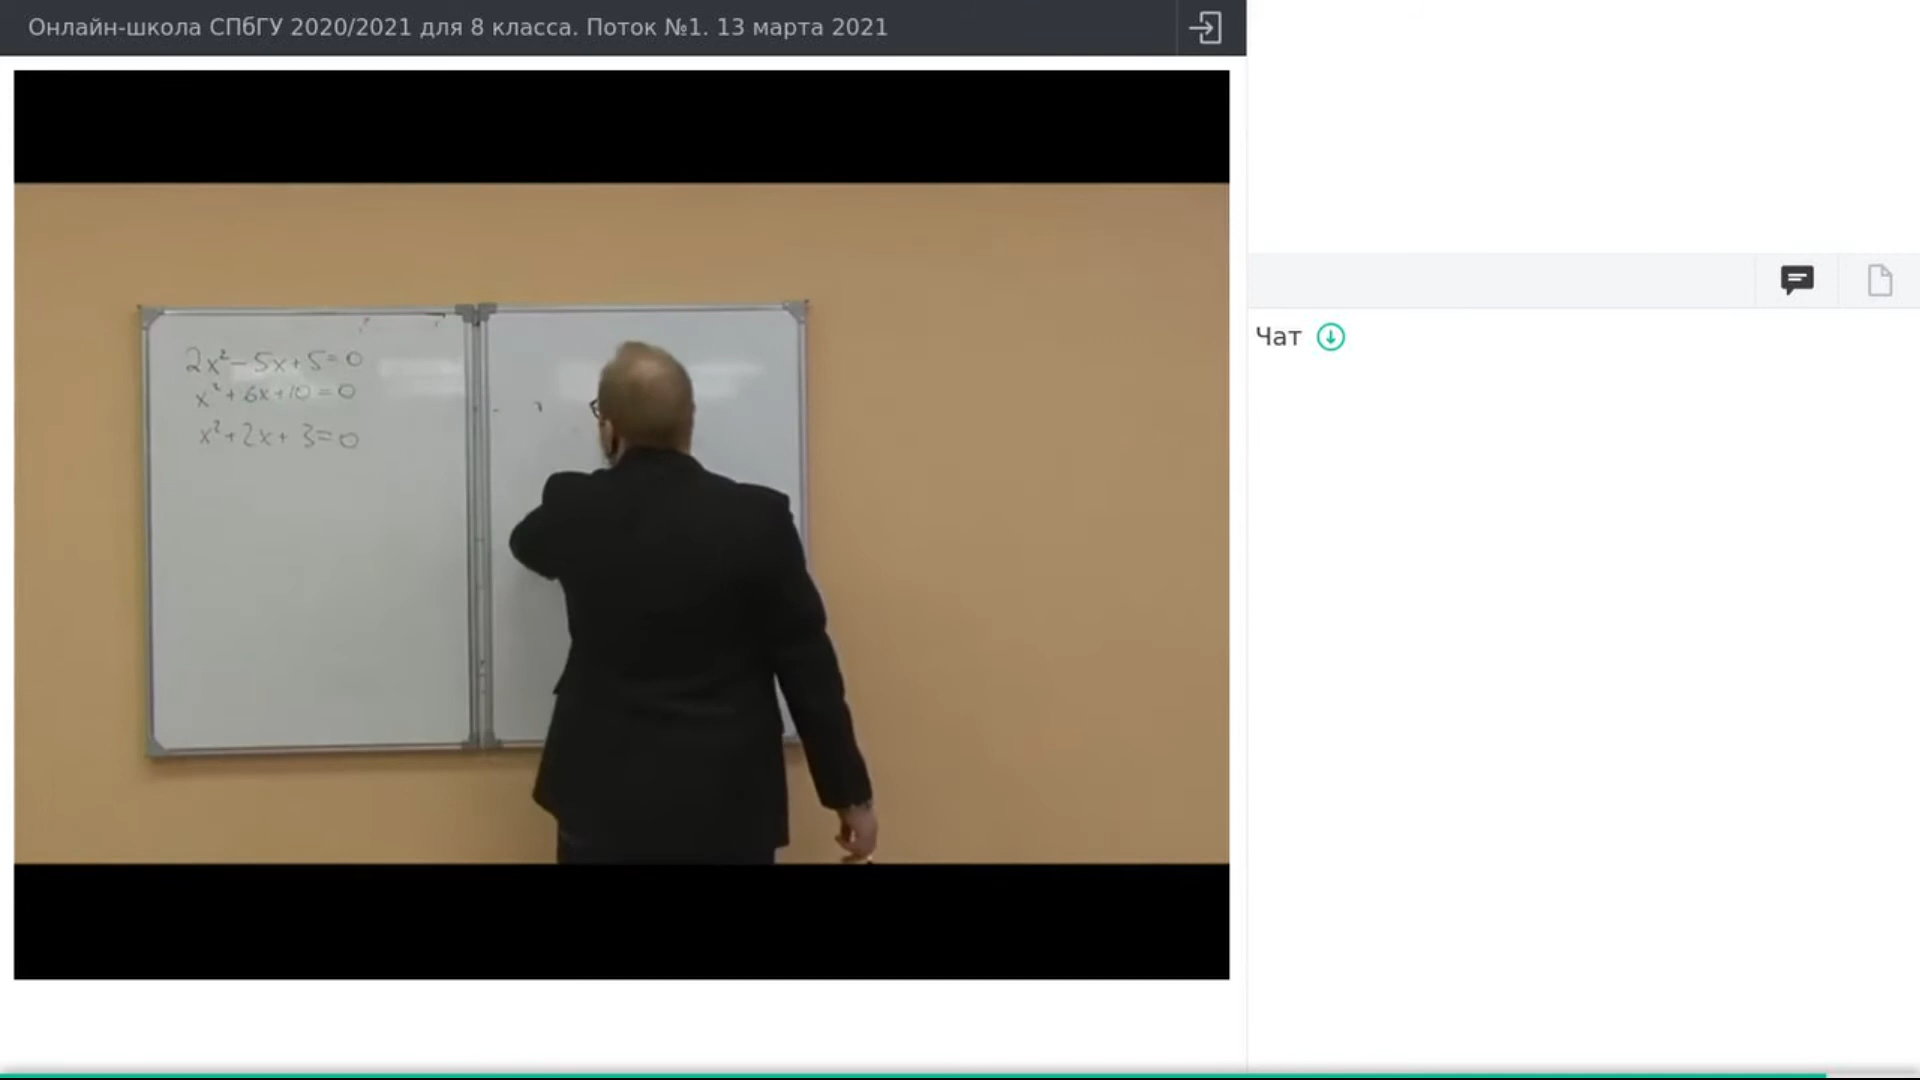 Онлайн-школа СПбГУ 2020/2021 для 8 класса. Поток №1. 13 марта 2021
2x² - 5x + 5 = 0
x² + 6x + 10 = 0
x² + 2x + 3 = 0
Чат